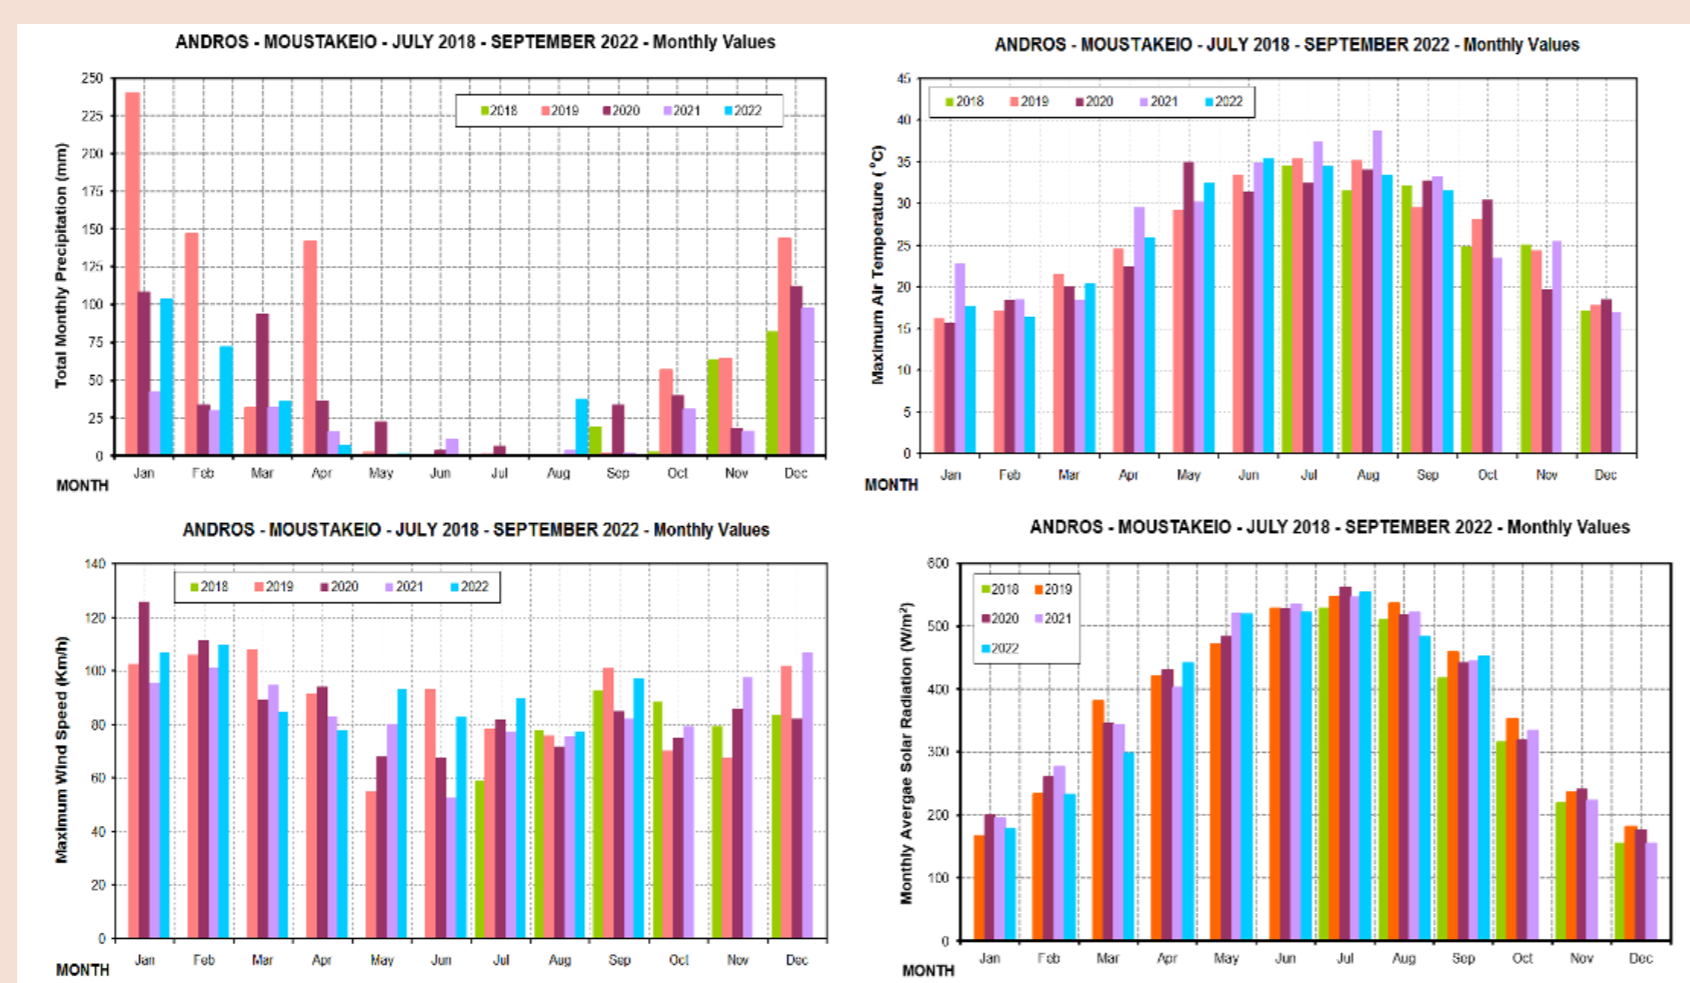 ANDROS - MOUSTAKEIO - JULY 2018 - SEPTEMBER 2022 - Monthly Values
Total Monthly Precipitation (mm)
250
225
200
175
150
125
100
75
50
25
0
2018 2019 2020 2021 2022
Jan Feb Mar Apr May Jun Jul Aug Sep Oct Nov Dec
MONTH
ANDROS - MOUSTAKEIO - JULY 2018 - SEPTEMBER 2022 - Monthly Values
Maximum Air Temperature (°C)
45
40
35
30
25
20
15
10
5
0
2018 2019 2020 2021 2022
Jan Feb Mar Apr May Jun Jul Aug Sep Oct Nov Dec
MONTH
ANDROS - MOUSTAKEIO - JULY 2018 - SEPTEMBER 2022 - Monthly Values
Maximum Wind Speed (Km/h)
140
120
100
80
60
40
20
0
2018 2019 2020 2021 2022
Jan Feb Mar Apr May Jun Jul Aug Sep Oct Nov Dec
MONTH
ANDROS - MOUSTAKEIO - JULY 2018 - SEPTEMBER 2022 - Monthly Values
Monthly Avergae Solar Radiation (W/m²)
600
500
400
300
200
100
0
2018 2019
2020 2021
2022
Jan Feb Mar Apr May Jun Jul Aug Sep Oct Nov Dec
MONTH